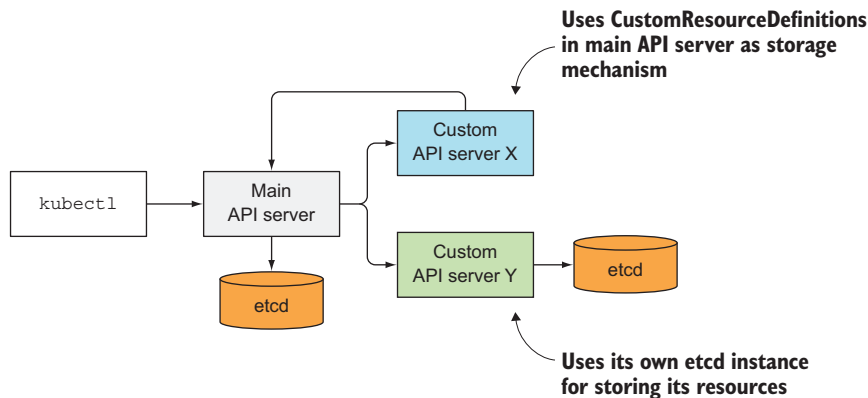 Uses CustomResourceDefinitions
in main API server as storage
mechanism
Custom
API server X
kubectl
Main
API server
Custom
API server Y
etcd
etcd
Uses its own etcd instance
for storing its resources